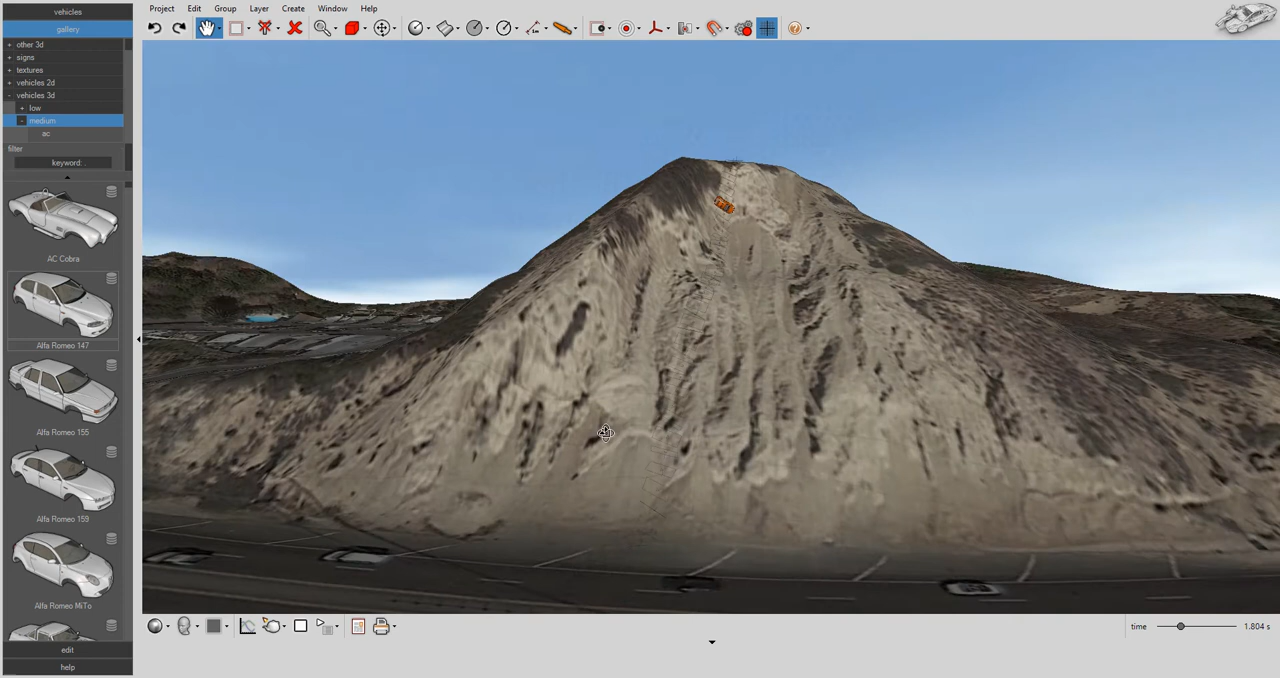 vehicles
gallery
+ other 3d
+ signs
+ textures
+ vehicles 2d
- vehicles 3d
+ low
- medium
ac
filter
keyword: .
AC Cobra
Alfa Romeo 147
Alfa Romeo 155
Alfa Romeo 159
Alfa Romeo MiTo
edit
help
Project Edit Group Layer Create Window Help
time 1.804 s